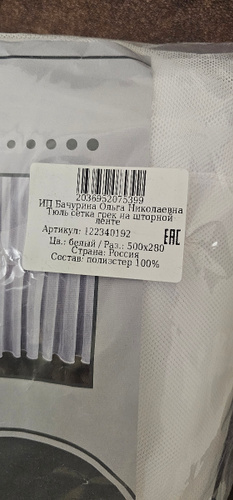 2036952075399
ИП Бачурина Ольга Николаевна
Тюль сетка грек на шторной
ленте
Артикул: 122340192
Цв.: белый / Раз.: 500x280
Страна: Россия
Состав: полиэстер 100%
EAC